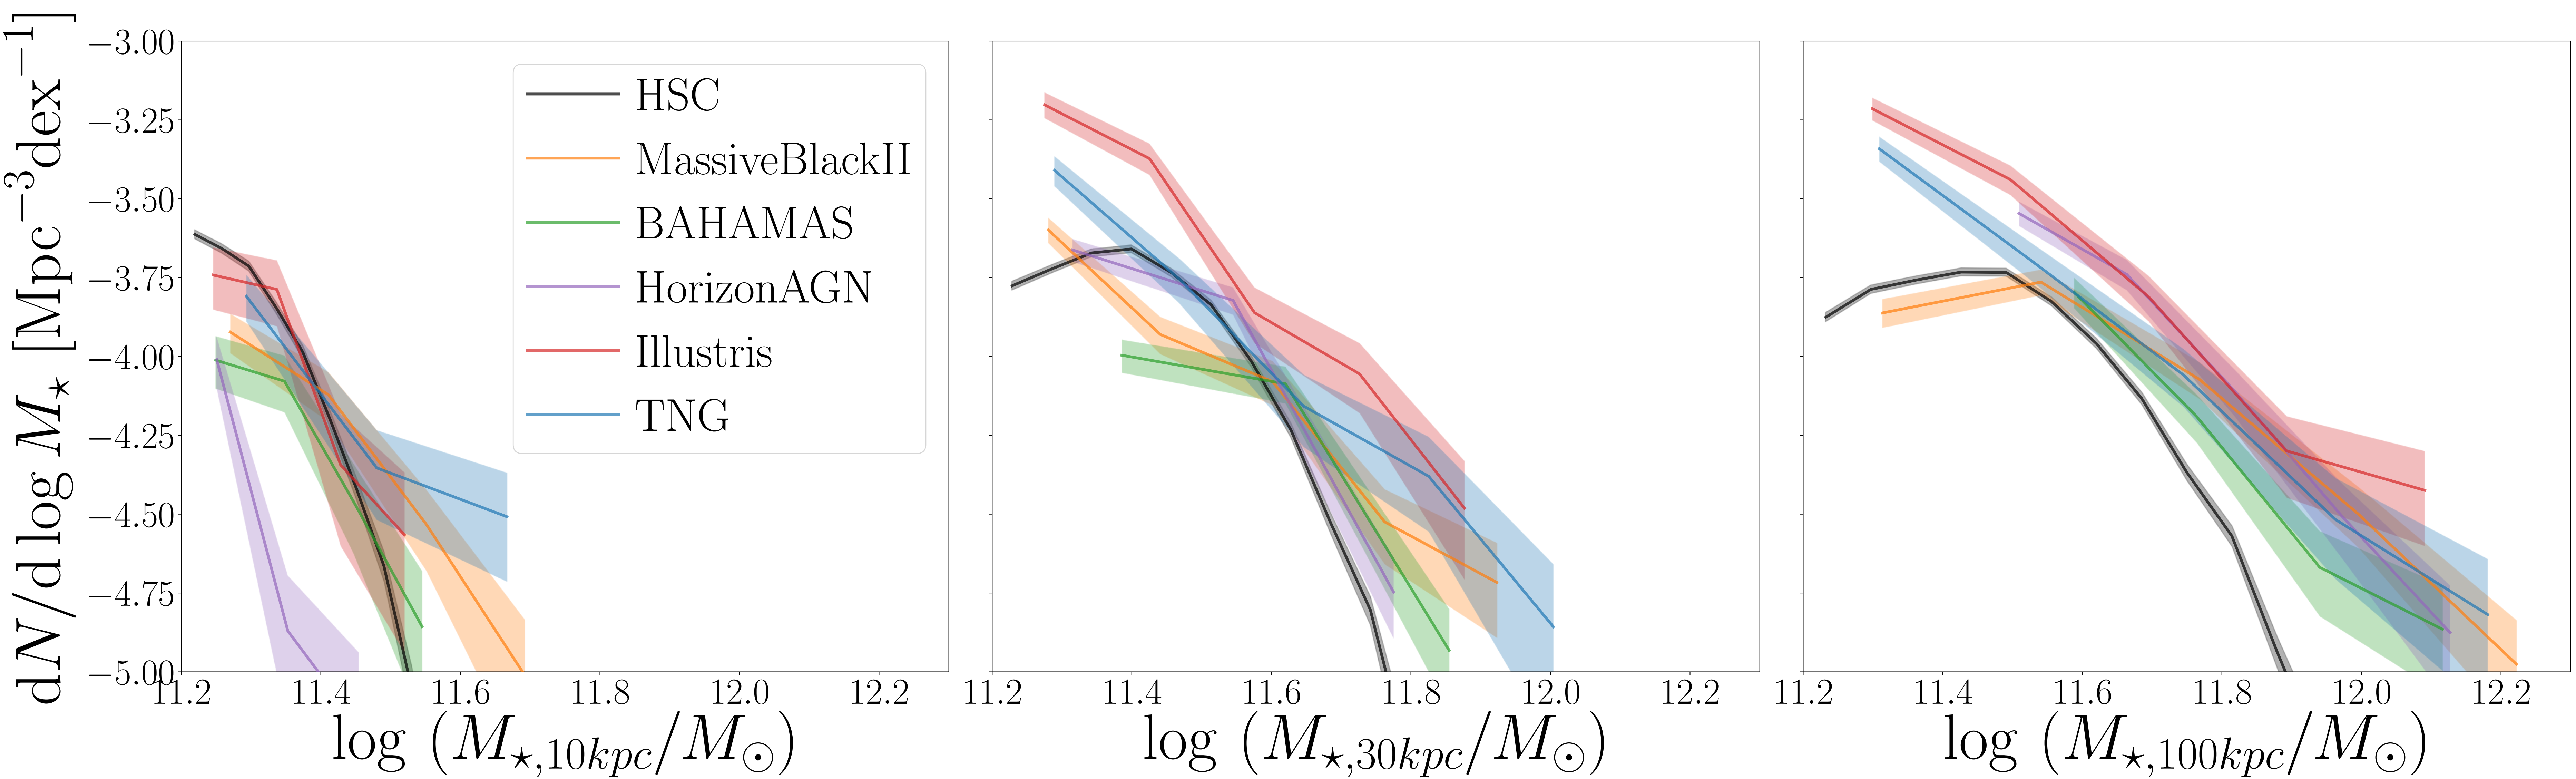 dN/d log M⋆ [Mpc⁻³dex⁻¹]
−3.00
−3.25
−3.50
−3.75
−4.00
−4.25
−4.50
−4.75
−5.00
HSC
MassiveBlackII
BAHAMAS
HorizonAGN
Illustris
TNG
11.2 11.4 11.6 11.8 12.0 12.2
log (M⋆,10kpc/M⊙)
11.2 11.4 11.6 11.8 12.0 12.2
log (M⋆,30kpc/M⊙)
11.2 11.4 11.6 11.8 12.0 12.2
log (M⋆,100kpc/M⊙)